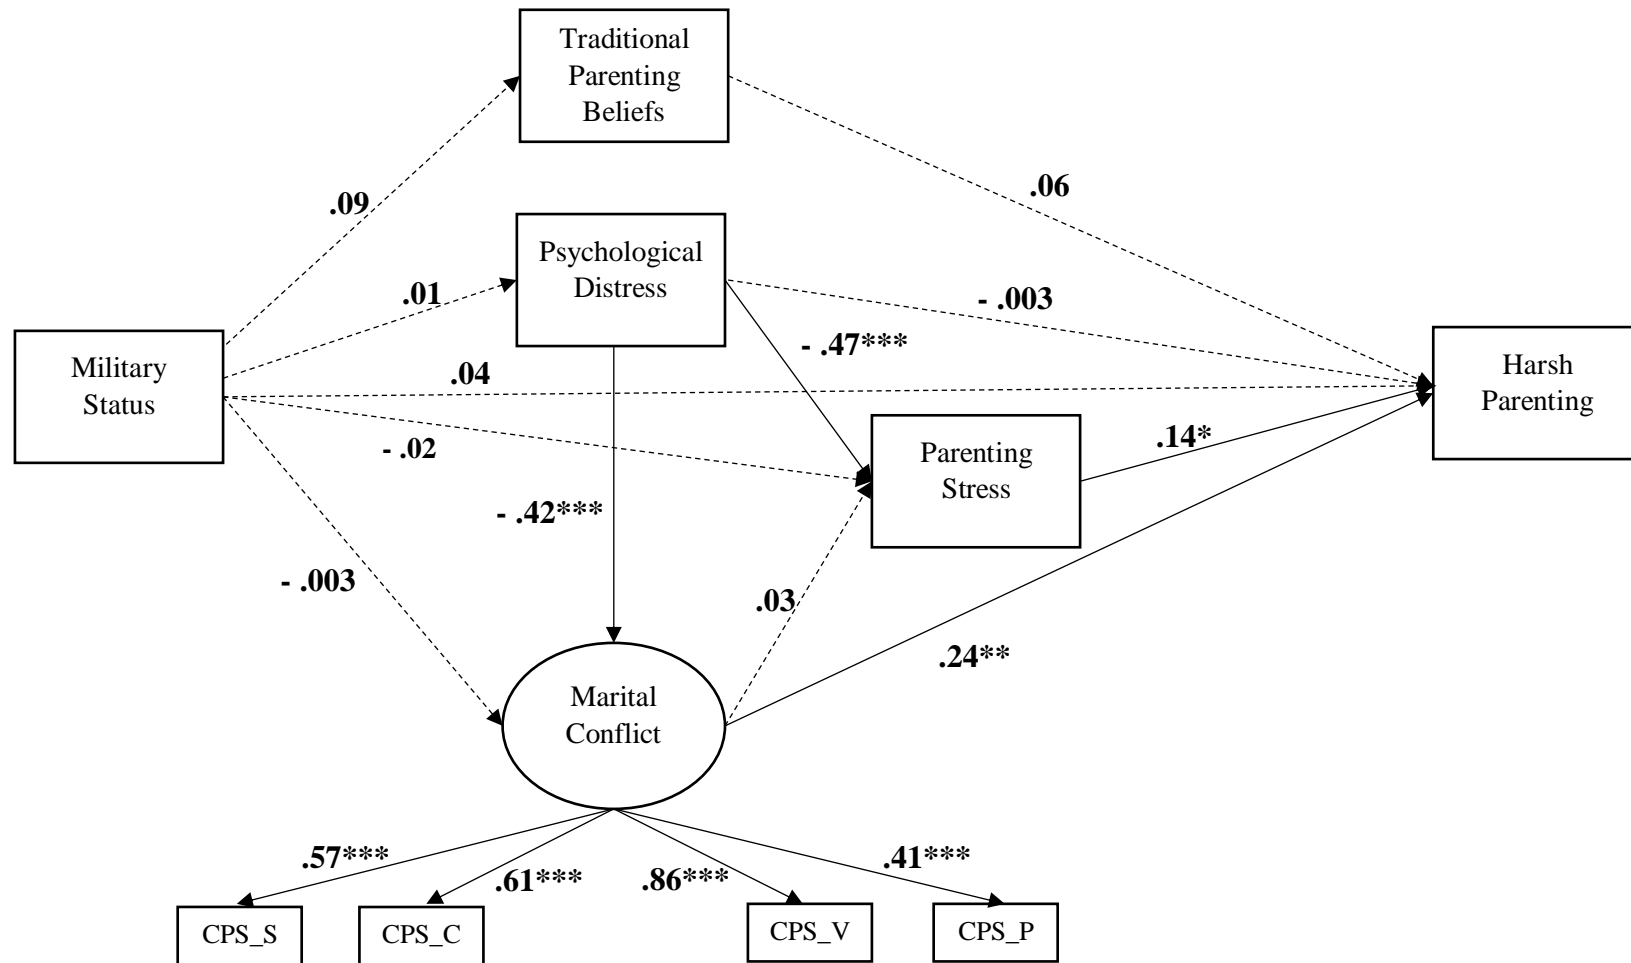 Traditional
Parenting
Beliefs
.09
.06
Psychological
Distress
.01
- .003
Military
Status
.04
- .47***
Harsh
Parenting
- .02
Parenting
Stress
.14*
- .42***
- .003
.03
.24**
Marital
Conflict
.57***
.61***
.86***
.41***
CPS_S
CPS_C
CPS_V
CPS_P